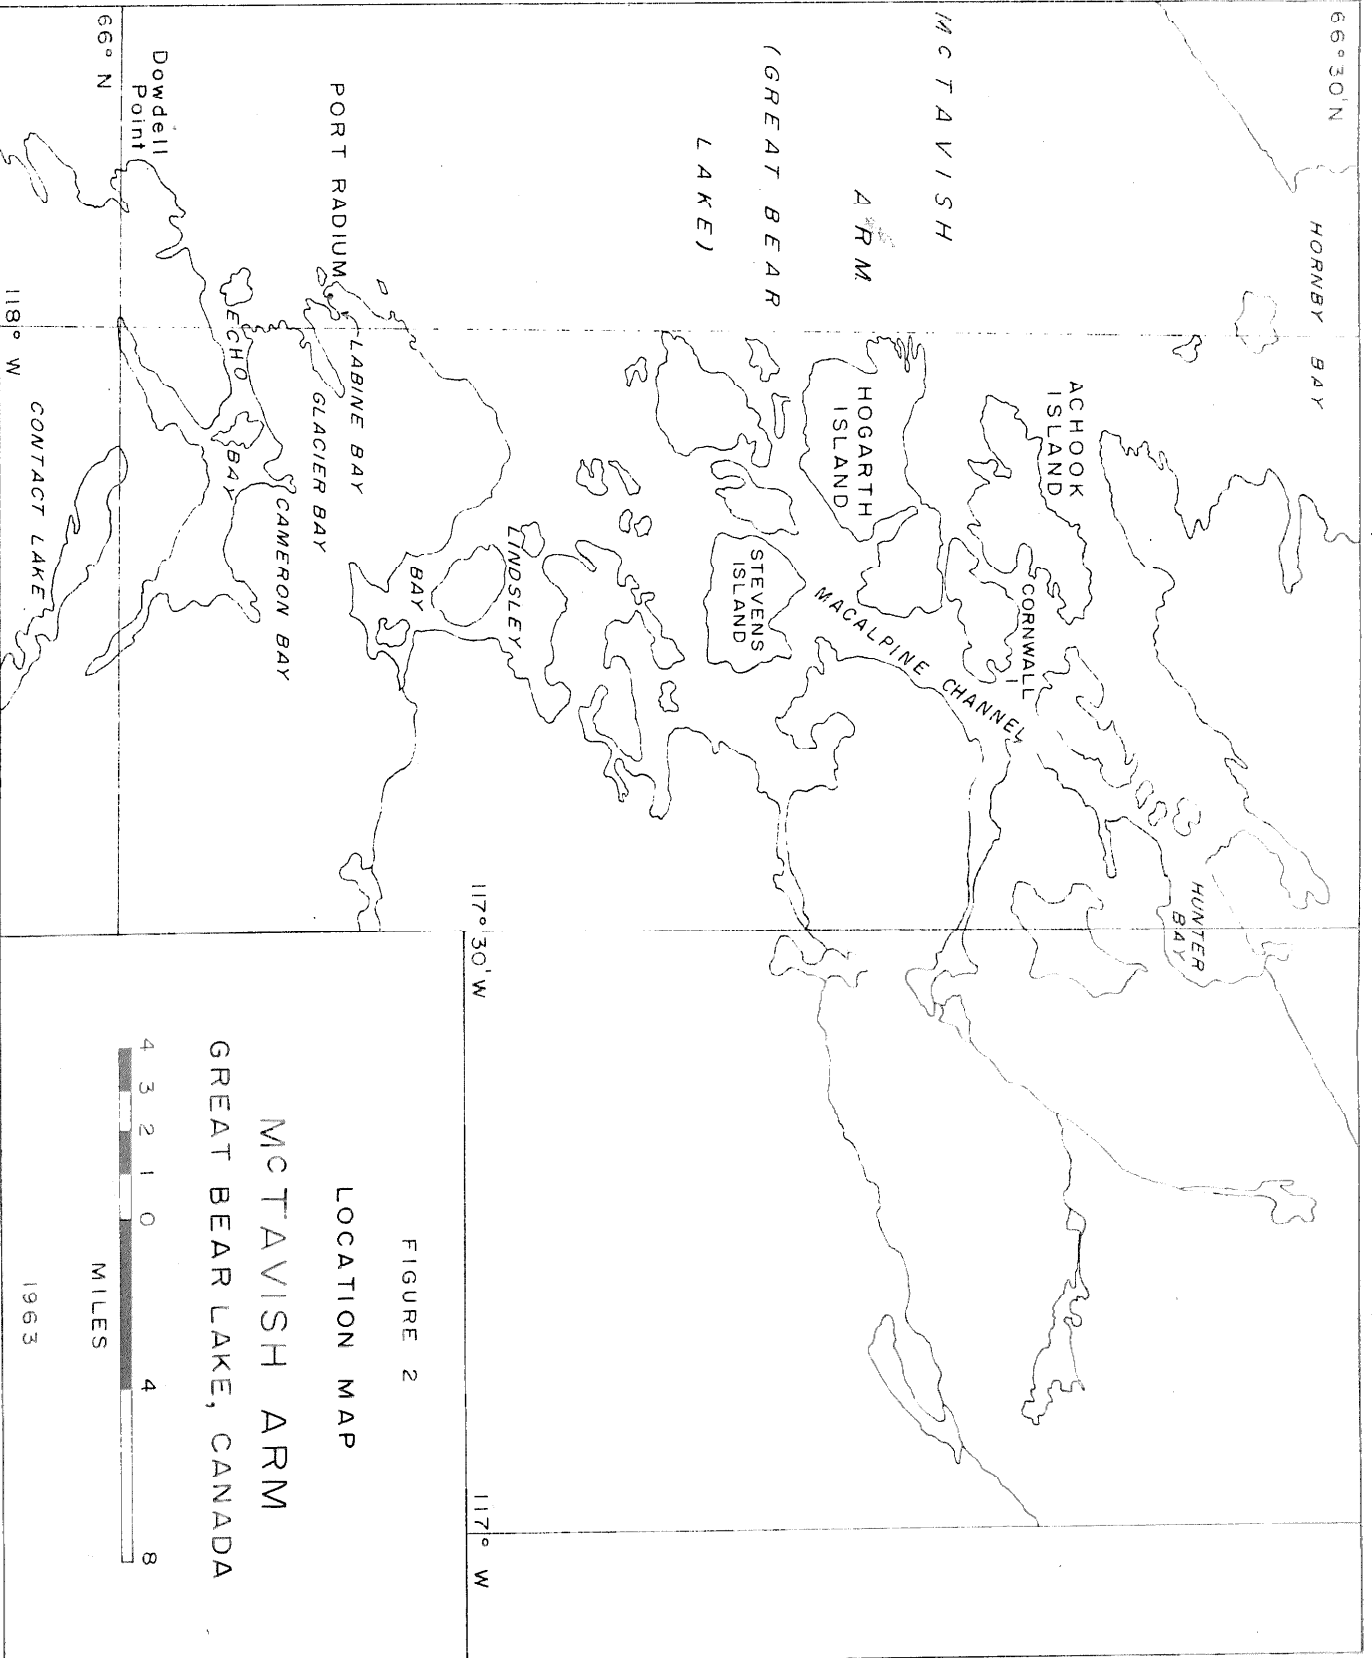 66°30'N
HORNBY BAY
MCTAVISH
ARM
(GREAT BEAR
LAKE)
ACHOOK
ISLAND
HOGARTH
ISLAND
CORNWALL
I
HUNTER
BAY
MACALPINE CHANNEL
STEVENS
ISLAND
LINDSLEY
BAY
PORT RADIUM
LABINE BAY
GLACIER BAY
CAMERON BAY
ECHO
BAY
Dowdell
Point
66° N
CONTACT LAKE
118° W
117°30'W
117° W
FIGURE 2
LOCATION MAP
MCTAVISH ARM
GREAT BEAR LAKE, CANADA
4 3 2 1 0 4 8
MILES
1963